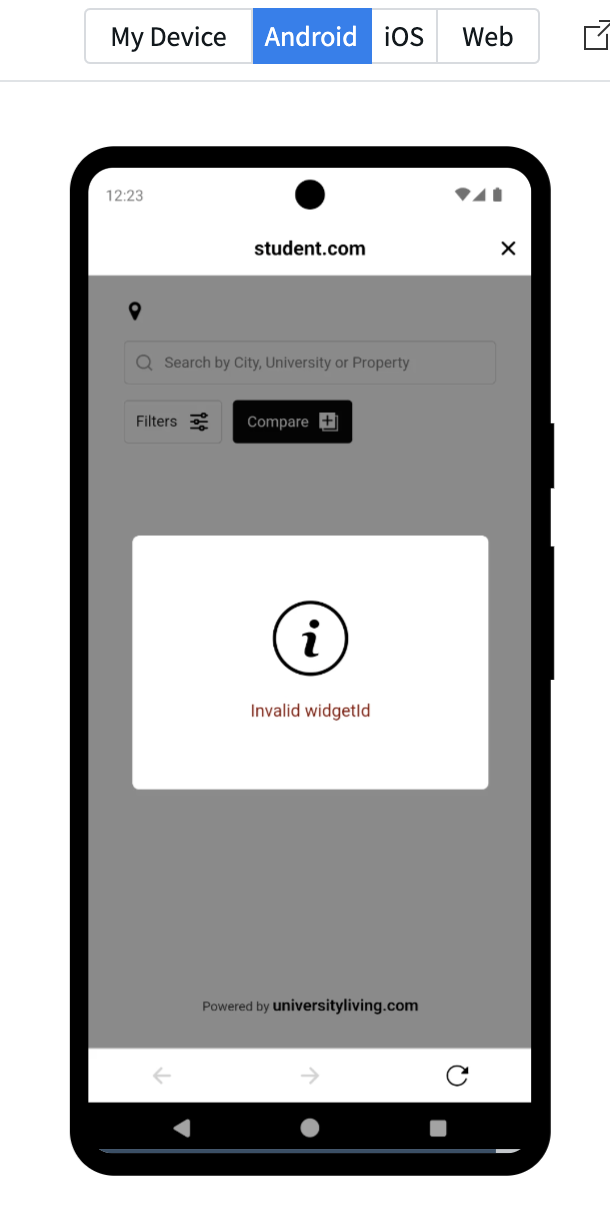 My Device Android iOS Web
12:23
student.com
Search by City, University or Property
Filters Compare
i
Invalid widgetId
Powered by universityliving.com